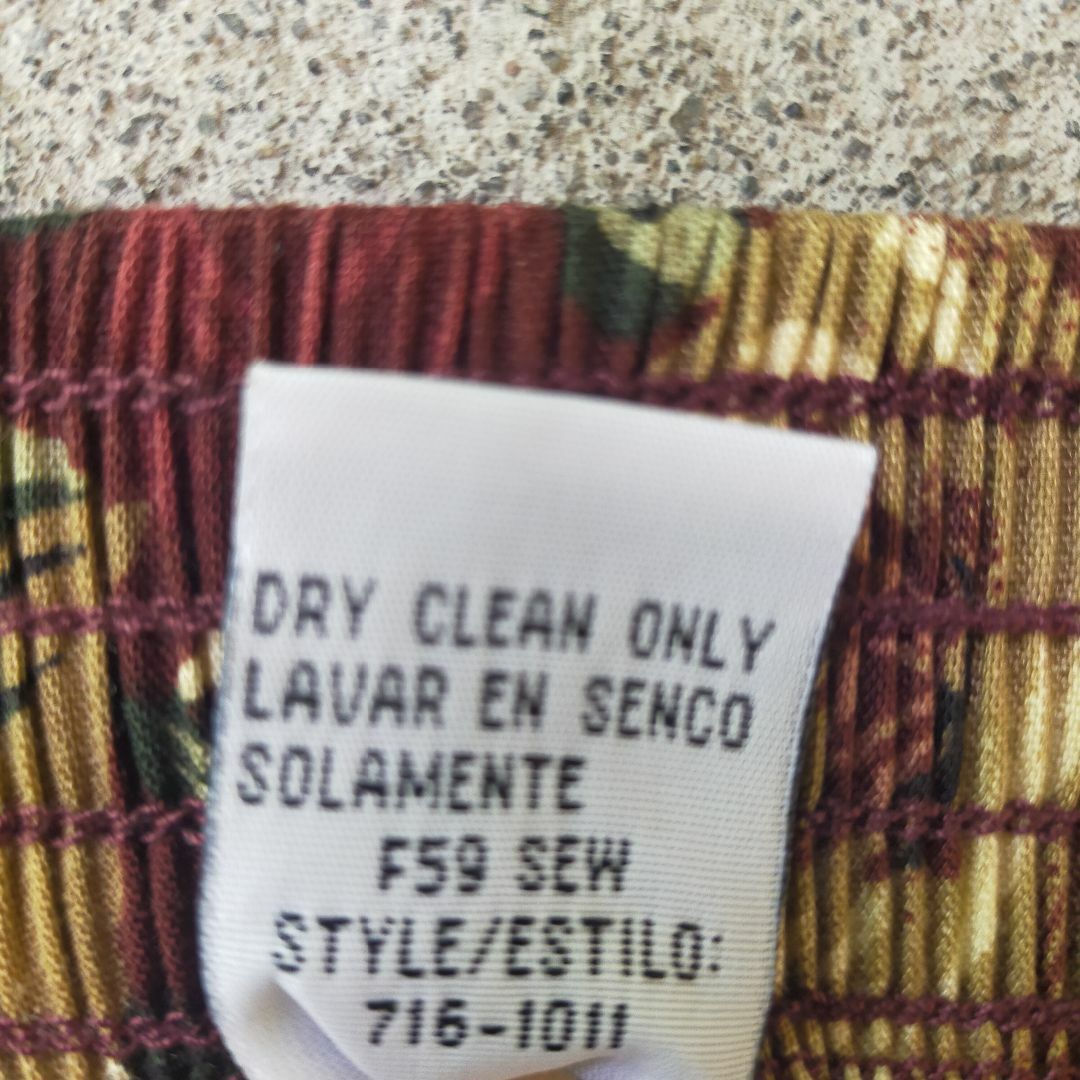 DRY CLEAN ONLY
LAVAR EN SENCO
SOLAMENTE
F59 SEW
STYLE/ESTILO:
716-1011